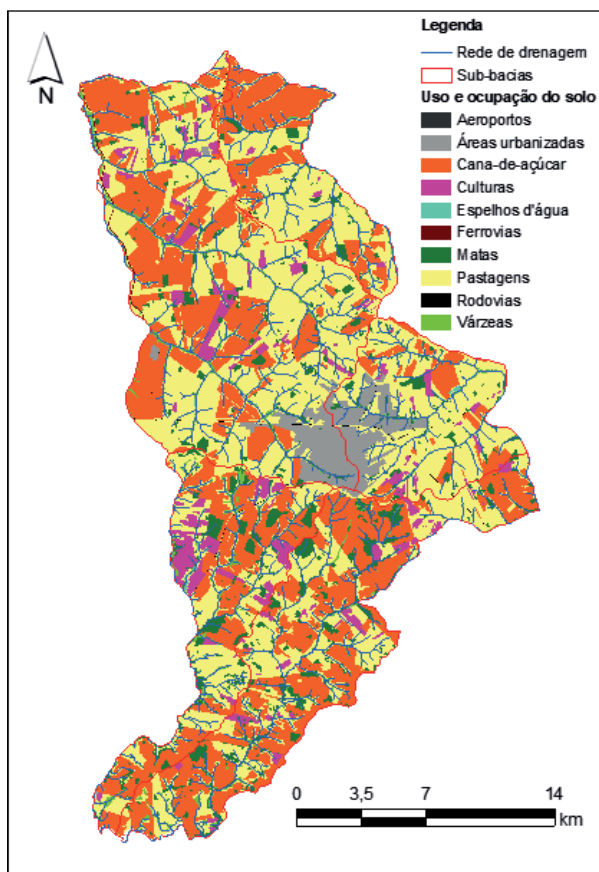 Legenda
Rede de drenagem
Sub-bacias
Uso e ocupação do solo
Aeroportos
Áreas urbanizadas
Cana-de-açúcar
Culturas
Espelhos d'água
Ferrovias
Matas
Pastagens
Rodovias
Várzeas
N
0 3,5 7 14
km